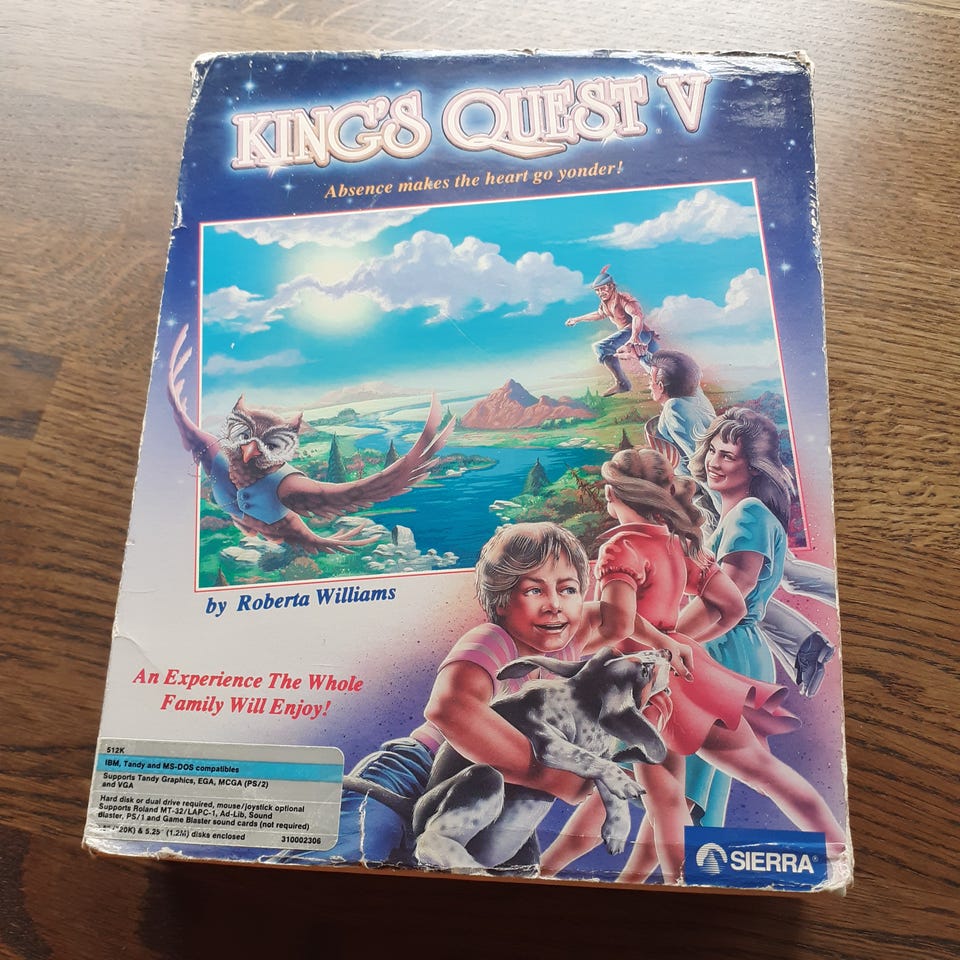 KING'S QUEST V
Absence makes the heart go yonder!
by Roberta Williams
An Experience The Whole
Family Will Enjoy!
512K
IBM, Tandy and MS-DOS compatibles
Supports Tandy Graphics, EGA, MCGA (PS/2)
and VGA
Hard disk or dual drive required, mouse/joystick optional
Supports Roland MT-32/LAPC-1, Ad-Lib, Sound
Blaster, PS/1 and Game Blaster sound cards (not required)
20K) & 5.25" (1.2M) disks enclosed
310002306
SIERRA®